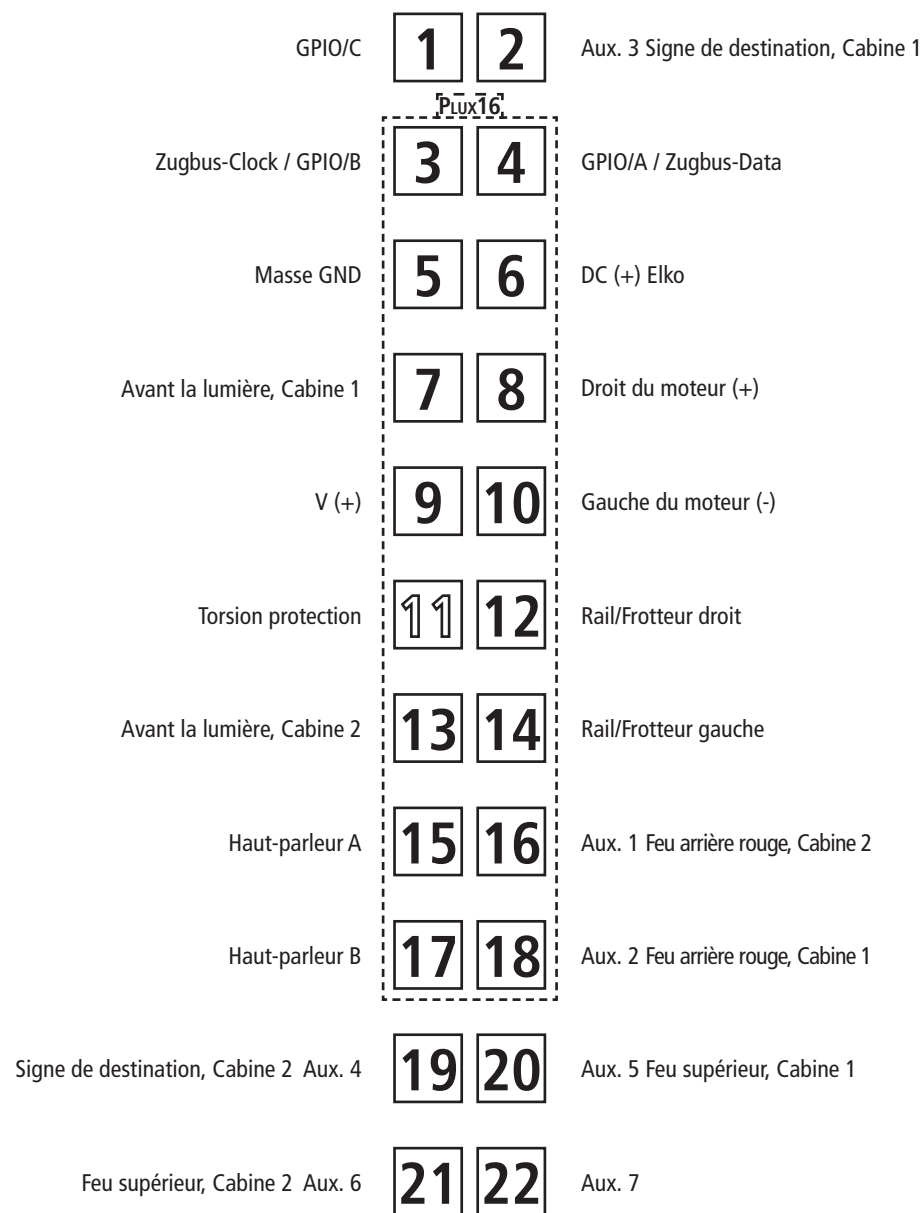 GPIO/C 1 2 Aux. 3 Signe de destination, Cabine 1
PLUX16
Zugbus-Clock / GPIO/B 3 4 GPIO/A / Zugbus-Data
Masse GND 5 6 DC (+) Elko
Avant la lumière, Cabine 1 7 8 Droit du moteur (+)
V (+) 9 10 Gauche du moteur (-)
Torsion protection 11 12 Rail/Frotteur droit
Avant la lumière, Cabine 2 13 14 Rail/Frotteur gauche
Haut-parleur A 15 16 Aux. 1 Feu arrière rouge, Cabine 2
Haut-parleur B 17 18 Aux. 2 Feu arrière rouge, Cabine 1
Signe de destination, Cabine 2 Aux. 4 19 20 Aux. 5 Feu supérieur, Cabine 1
Feu supérieur, Cabine 2 Aux. 6 21 22 Aux. 7